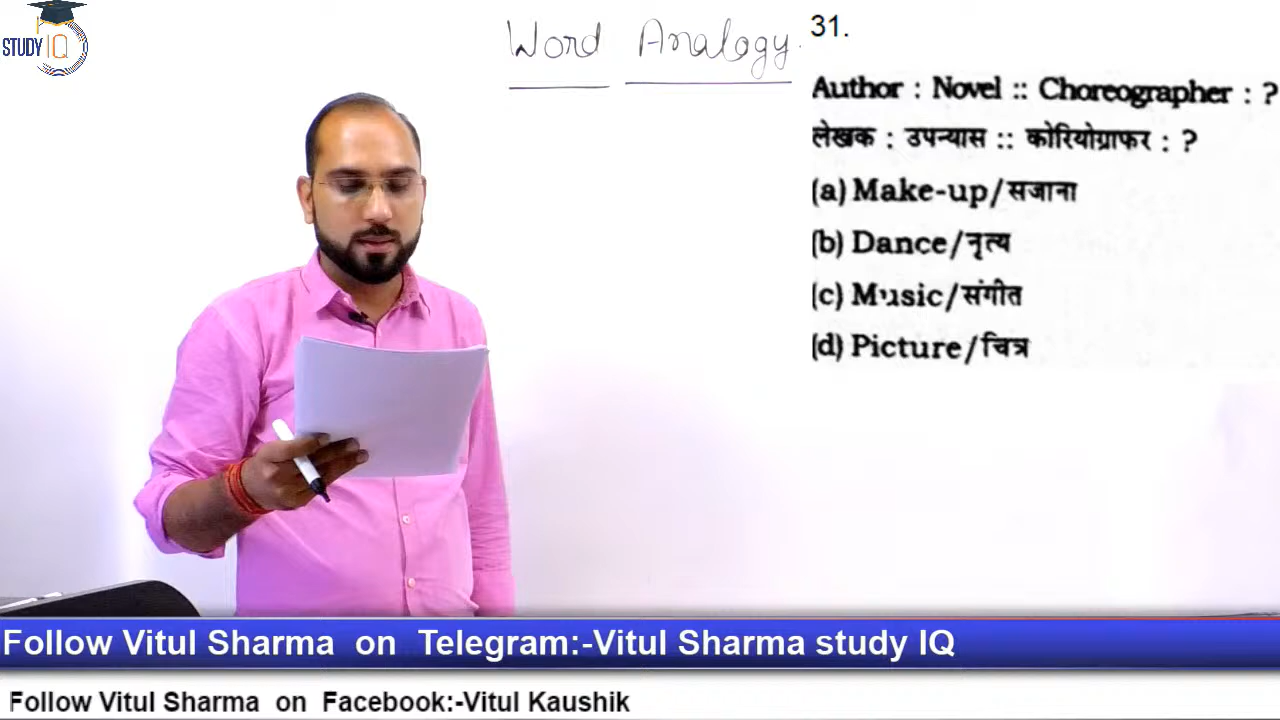 STUDY IQ
Word Analogy.
31.
Author : Novel :: Choreographer : ?
लेखक : उपन्यास :: कोरियोग्राफर : ?
(a) Make-up/सजाना
(b) Dance/नृत्य
(c) Music/संगीत
(d) Picture/चित्र
Follow Vitul Sharma on Telegram:-Vitul Sharma study IQ
Follow Vitul Sharma on Facebook:-Vitul Kaushik